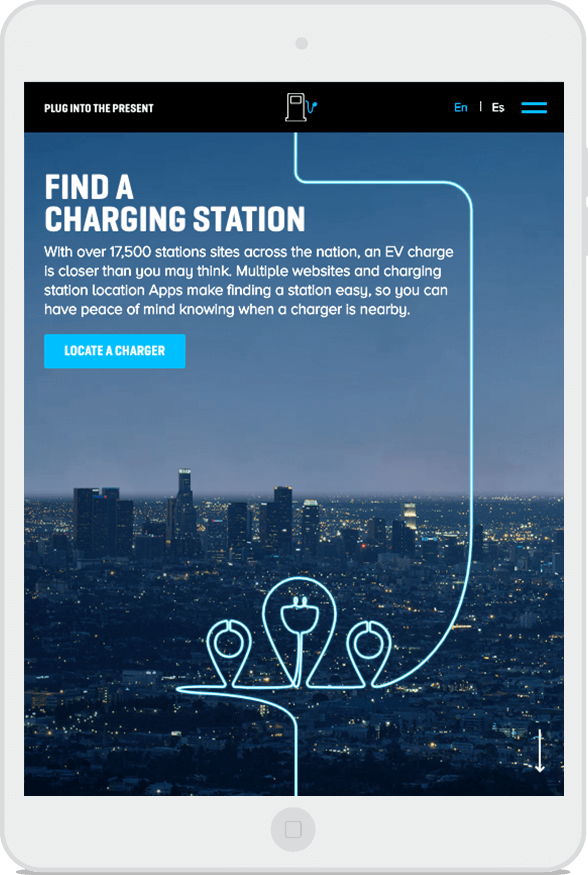 PLUG INTO THE PRESENT
En | Es
FIND A
CHARGING STATION
With over 17,500 stations sites across the nation, an EV charge
is closer than you may think. Multiple websites and charging
station location Apps make finding a station easy, so you can
have peace of mind knowing when a charger is nearby.
LOCATE A CHARGER